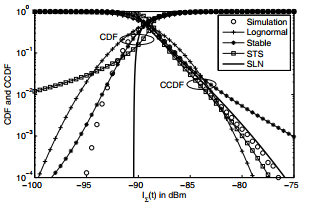 10⁰
10⁻¹
10⁻²
10⁻³
10⁻⁴
CDF and CCDF
CDF
CCDF
Simulation
Lognormal
Stable
STS
SLN
-100
-95
-90
-85
-80
-75
I_Σ(t) in dBm